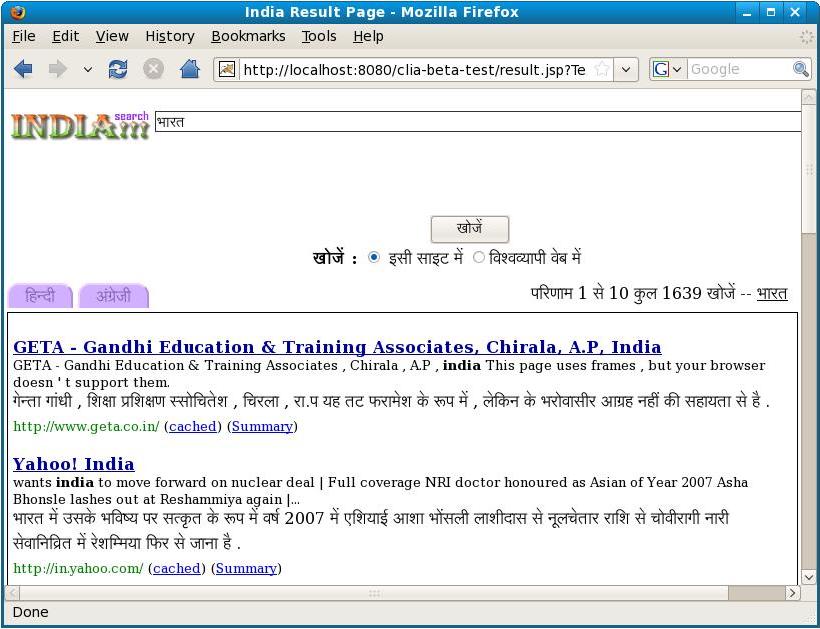 India Result Page - Mozilla Firefox
File Edit View History Bookmarks Tools Help
http://localhost:8080/clia-beta-test/result.jsp?Te
Google
INDIA!!! search
भारत
खोजें
खोजें : इसी साइट में विश्वव्यापी वेब में
हिन्दी अंग्रेजी
परिणाम 1 से 10 कुल 1639 खोजें -- भारत
GETA - Gandhi Education & Training Associates, Chirala, A.P, India
GETA - Gandhi Education & Training Associates , Chirala , A.P , india This page uses frames , but your browser
doesn ' t support them.
गेन्ता गांधी , शिक्षा प्रशिक्षण स्सोचितेश , चिरला , रा.प यह तट फरामेश के रूप में , लेकिन के भरोवासीर आग्रह नहीं की सहायता से है .
http://www.geta.co.in/ (cached) (Summary)
Yahoo! India
wants india to move forward on nuclear deal | Full coverage NRI doctor honoured as Asian of Year 2007 Asha
Bhonsle lashes out at Reshammiya again |...
भारत में उसके भविष्य पर सत्कृत के रूप में वर्ष 2007 में एशियाई आशा भोंसली लाशीदास से नूलचेतार राशि से चोवीरागी नारी
सेवानिव्रित में रेशम्मिया फिर से जाना है .
http://in.yahoo.com/ (cached) (Summary)
Done